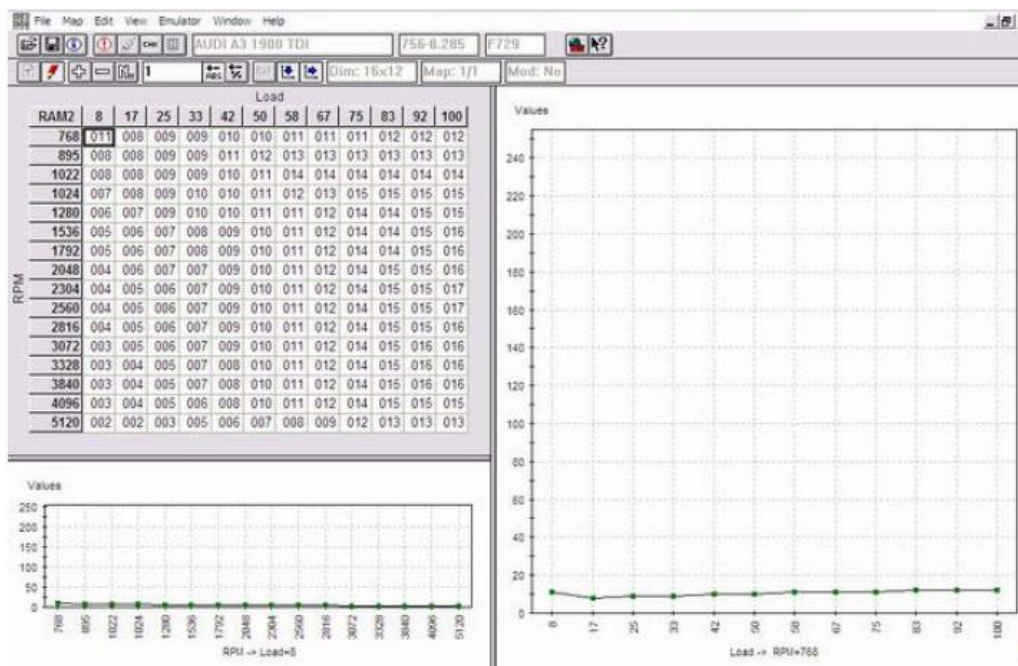 File Map Edit View Emulator Window Help
CHK AUDI A3 1900 TDI 756-8.285 F729
1 ABS % Dim: 16x12 Map: 1/1 Mod: No
Load
RAM2 8 17 25 33 42 50 58 67 75 83 92 100
768 011 008 009 009 010 010 011 011 011 012 012 012
895 008 008 009 009 011 012 013 013 013 013 013 013
1022 008 008 009 009 010 011 014 014 014 014 014 014
1024 007 008 009 010 010 011 012 013 015 015 015 015
1280 006 007 009 010 010 011 011 012 014 014 015 015
1536 005 006 007 008 009 010 011 012 014 014 015 016
1792 005 006 007 008 009 010 011 012 014 014 015 016
2048 004 006 007 007 009 010 011 012 014 015 015 016
2304 004 005 006 007 009 010 011 012 014 015 015 017
2560 004 005 006 007 009 010 011 012 014 015 015 017
2816 004 005 006 007 009 010 011 012 014 015 015 016
3072 003 005 006 007 009 010 011 012 014 015 016 016
3328 003 004 005 007 008 010 011 012 014 015 016 016
3840 003 004 005 007 008 010 011 012 014 015 016 016
4096 003 004 005 006 008 010 011 012 014 015 015 015
5120 002 002 003 005 006 007 008 009 012 013 013 013
RPM
Values
250
200
150
100
50
0
768 895 1022 1024 1280 1536 1792 2048 2304 2560 2816 3072 3328 3840 4096 5120
RPM -> Load=8
Values
240
220
200
180
160
140
120
100
80
60
40
20
0
8 17 25 33 42 50 58 67 75 83 92 100
Load -> RPM=768